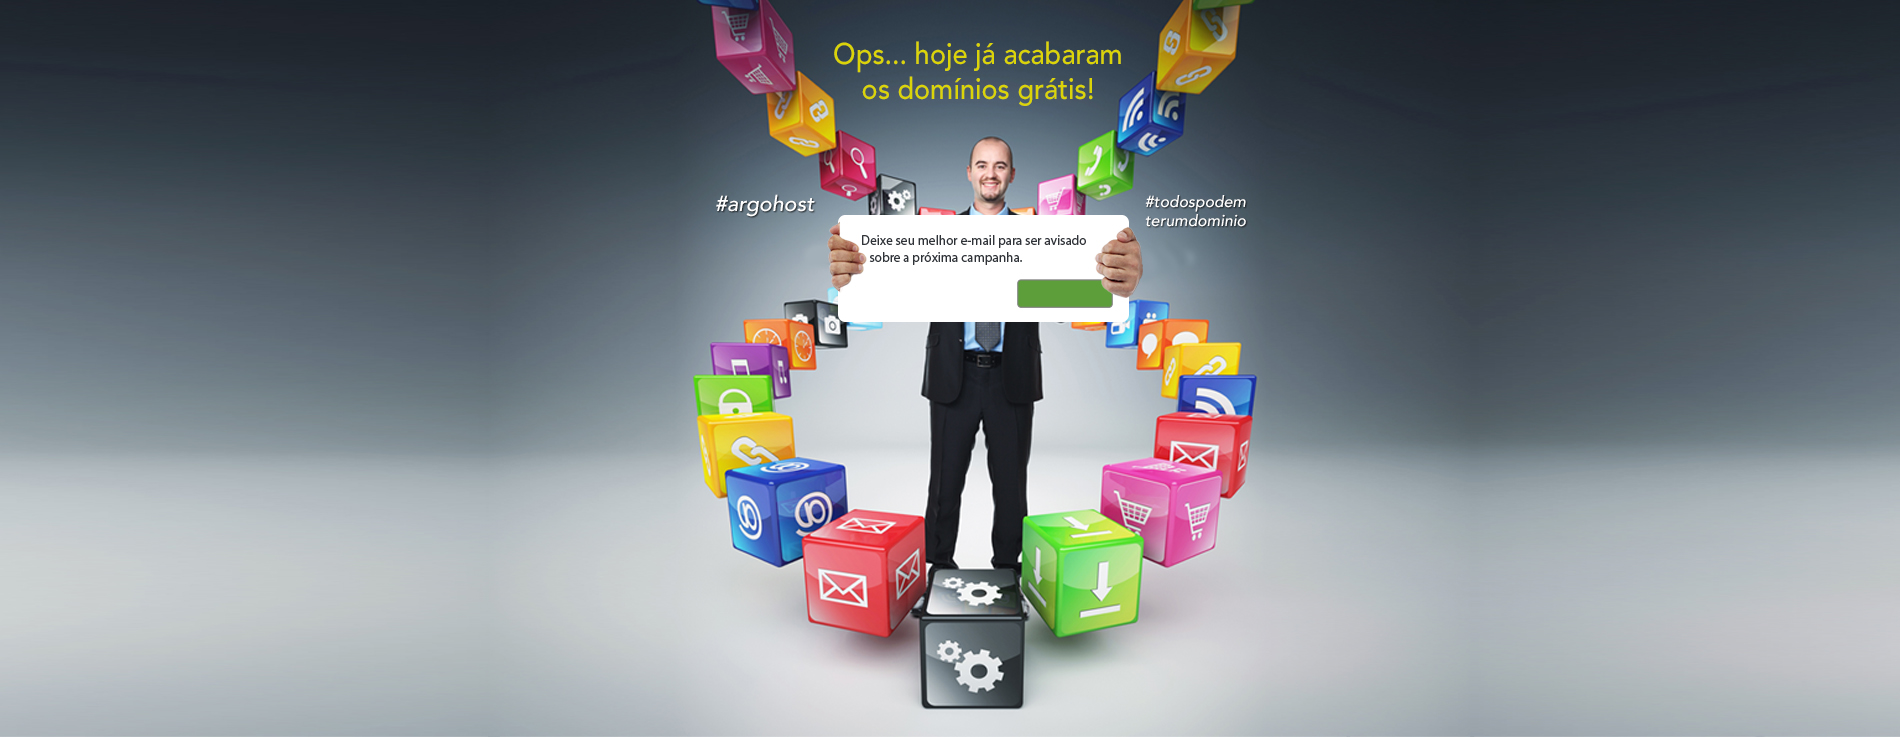 Ops... hoje já acabaram
os domínios grátis!
#argohost
#todospodem
terumdominio
Deixe seu melhor e-mail para ser avisado
sobre a próxima campanha.